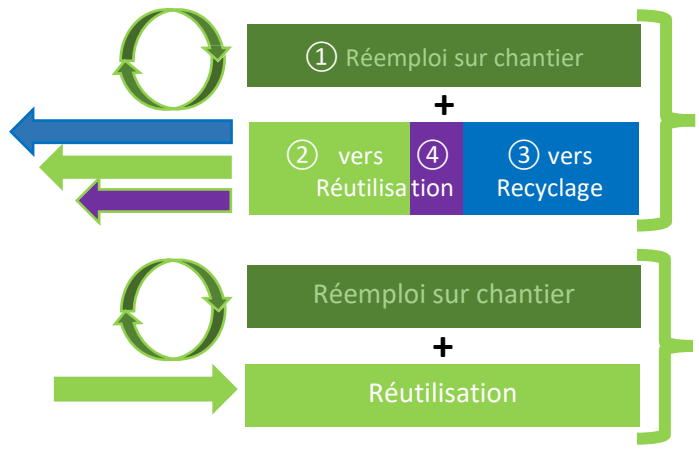 ① Réemploi sur chantier
+
② vers ④ ③ vers
Réutilisation Recyclage
Réemploi sur chantier
+
Réutilisation